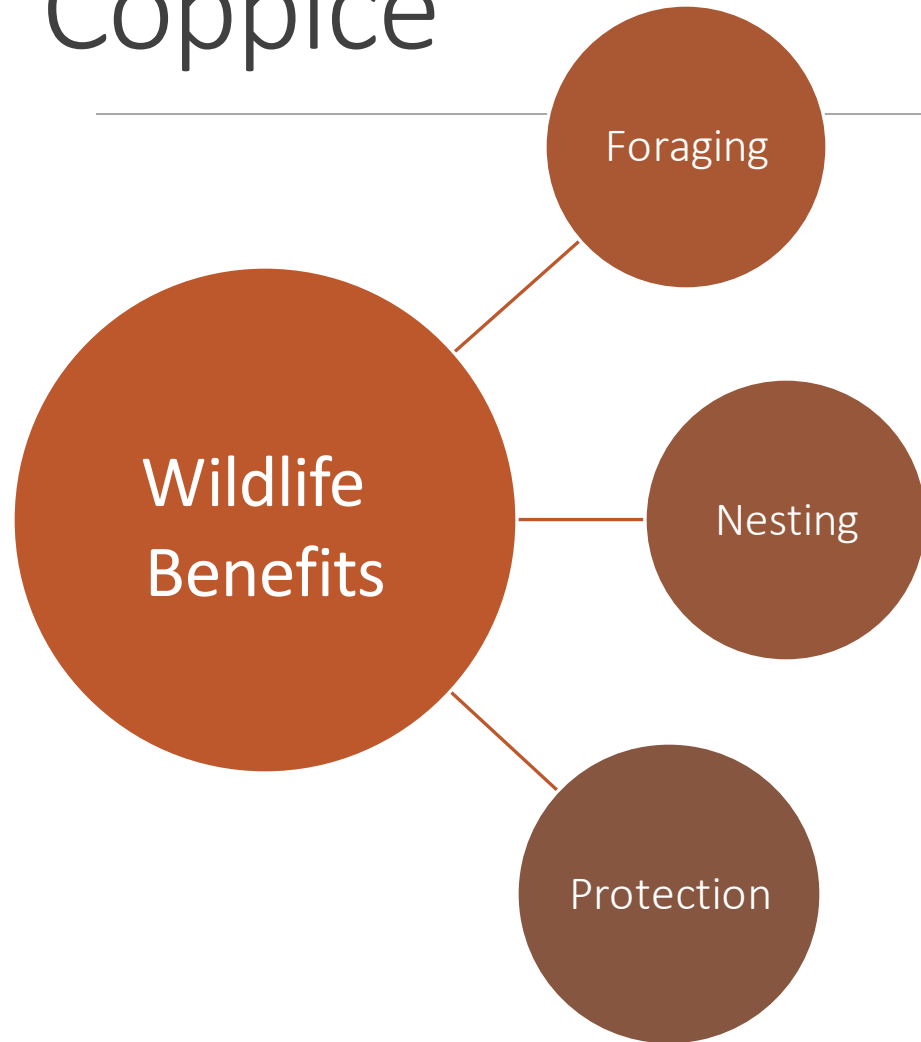 Coppice
Foraging
Wildlife
Benefits
Nesting
Protection